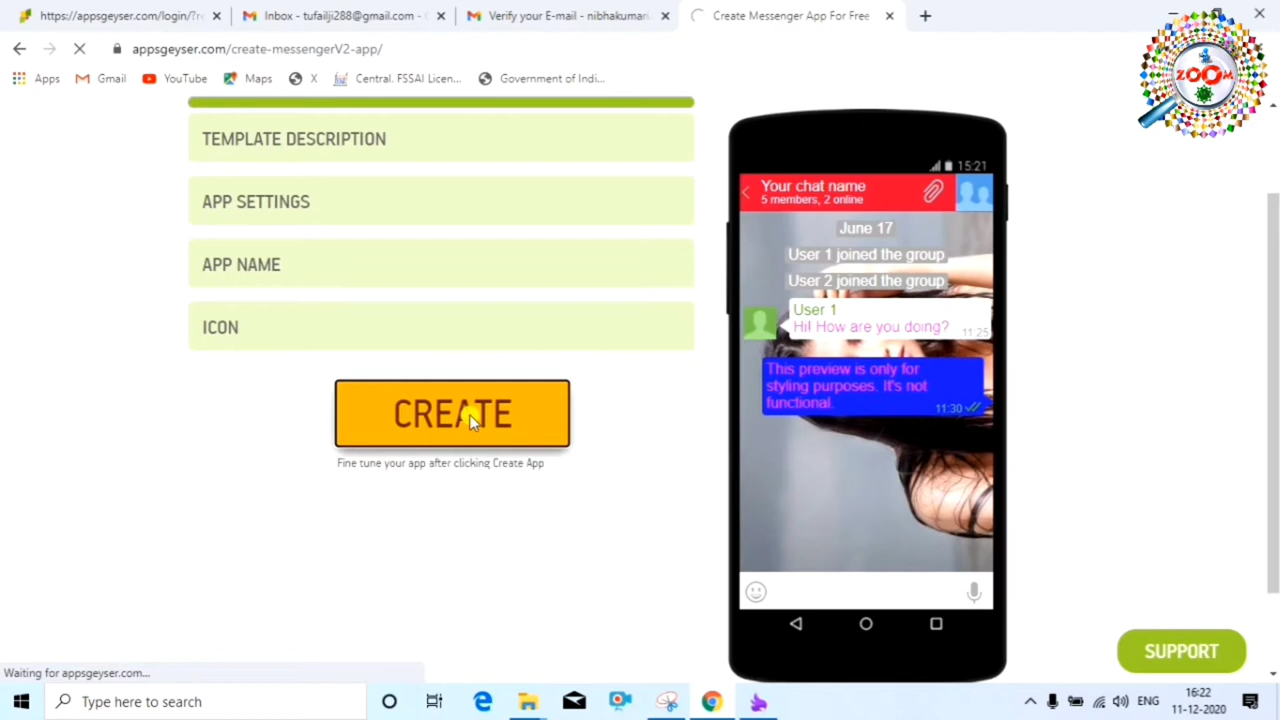 https://appsgeyser.com/login/?re
Inbox - tufailji288@gmail.com - G
Verify your E-mail - nibhakumari.
Create Messenger App For Free
appsgeyser.com/create-messengerV2-app/
Apps
Gmail
YouTube
Maps
X
Central. FSSAI Licen...
Government of Indi...
ZOOM
TEMPLATE DESCRIPTION
APP SETTINGS
APP NAME
ICON
CREATE
Fine tune your app after clicking Create App
15:21
Your chat name
5 members, 2 online
June 17
User 1 joined the group
User 2 joined the group
User 1
Hi! How are you doing?
11:25
This preview is only for
styling purposes. It's not
functional.
11:30
SUPPORT
Waiting for appsgeyser.com...
Type here to search
ENG
16:22
11-12-2020